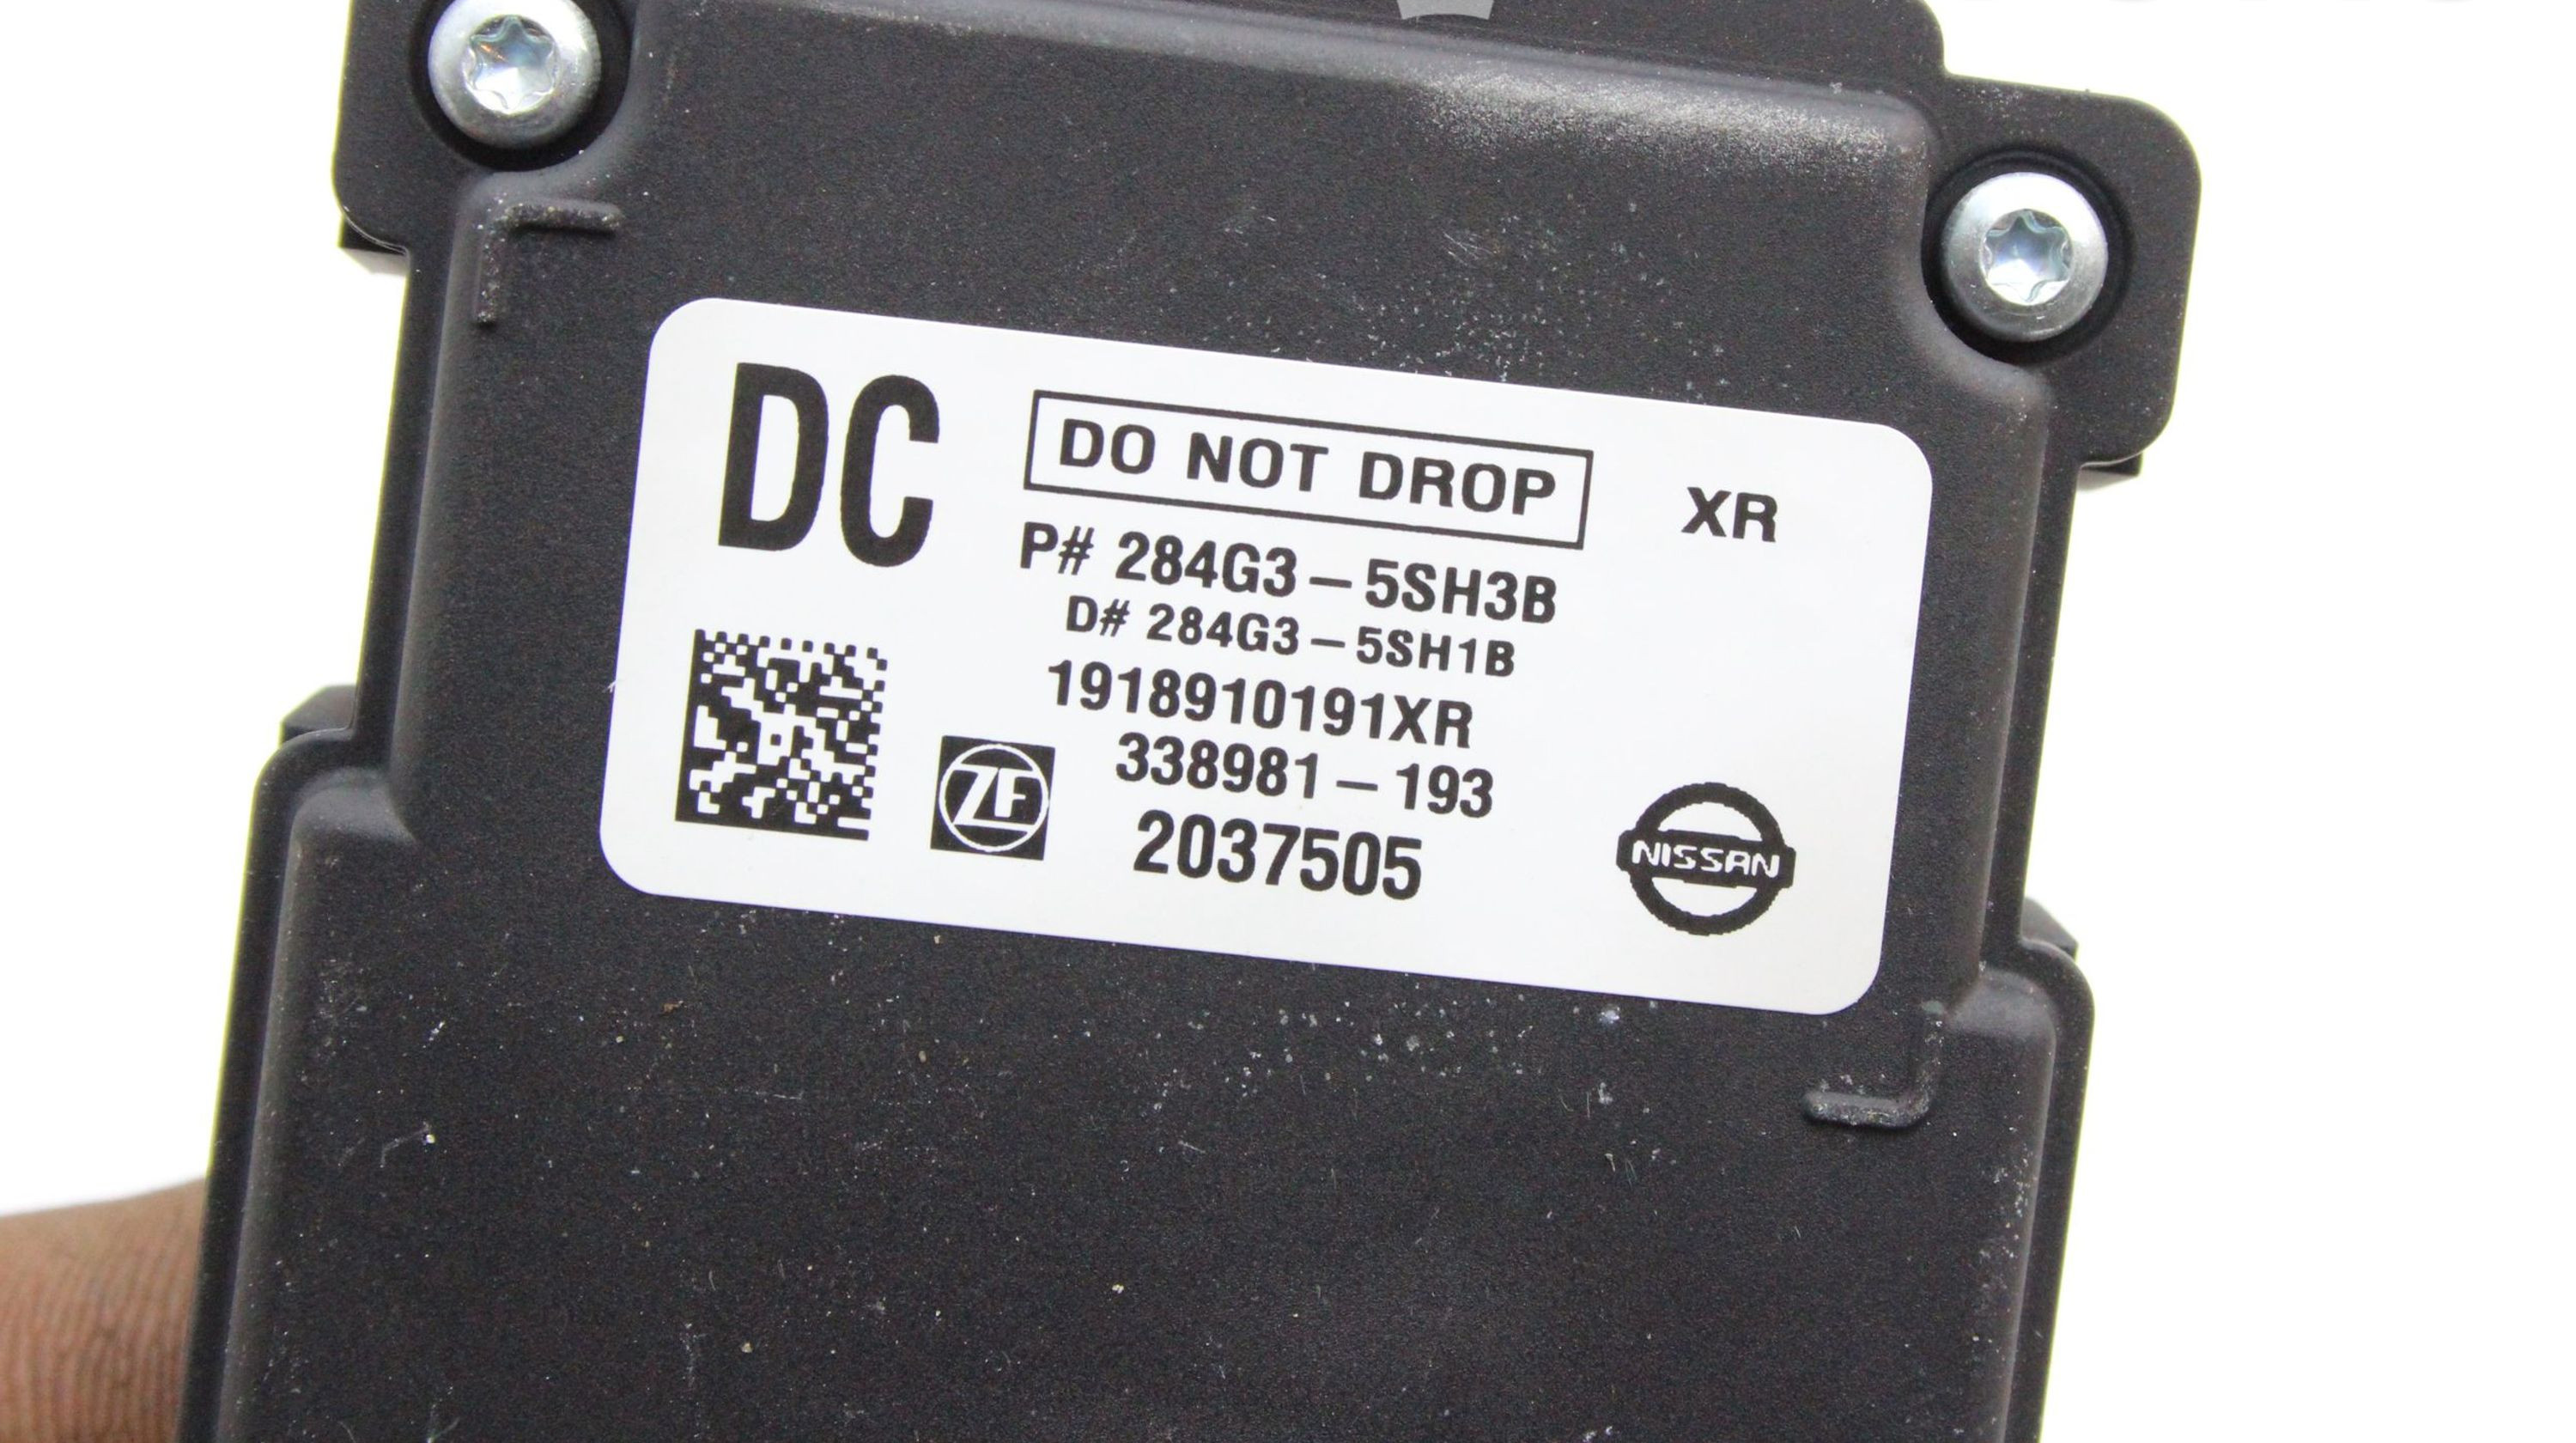 DC
DO NOT DROP
XR
P# 284G3–5SH3B
D# 284G3–5SH1B
1918910191XR
338981–193
2037505
ZF
NISSAN